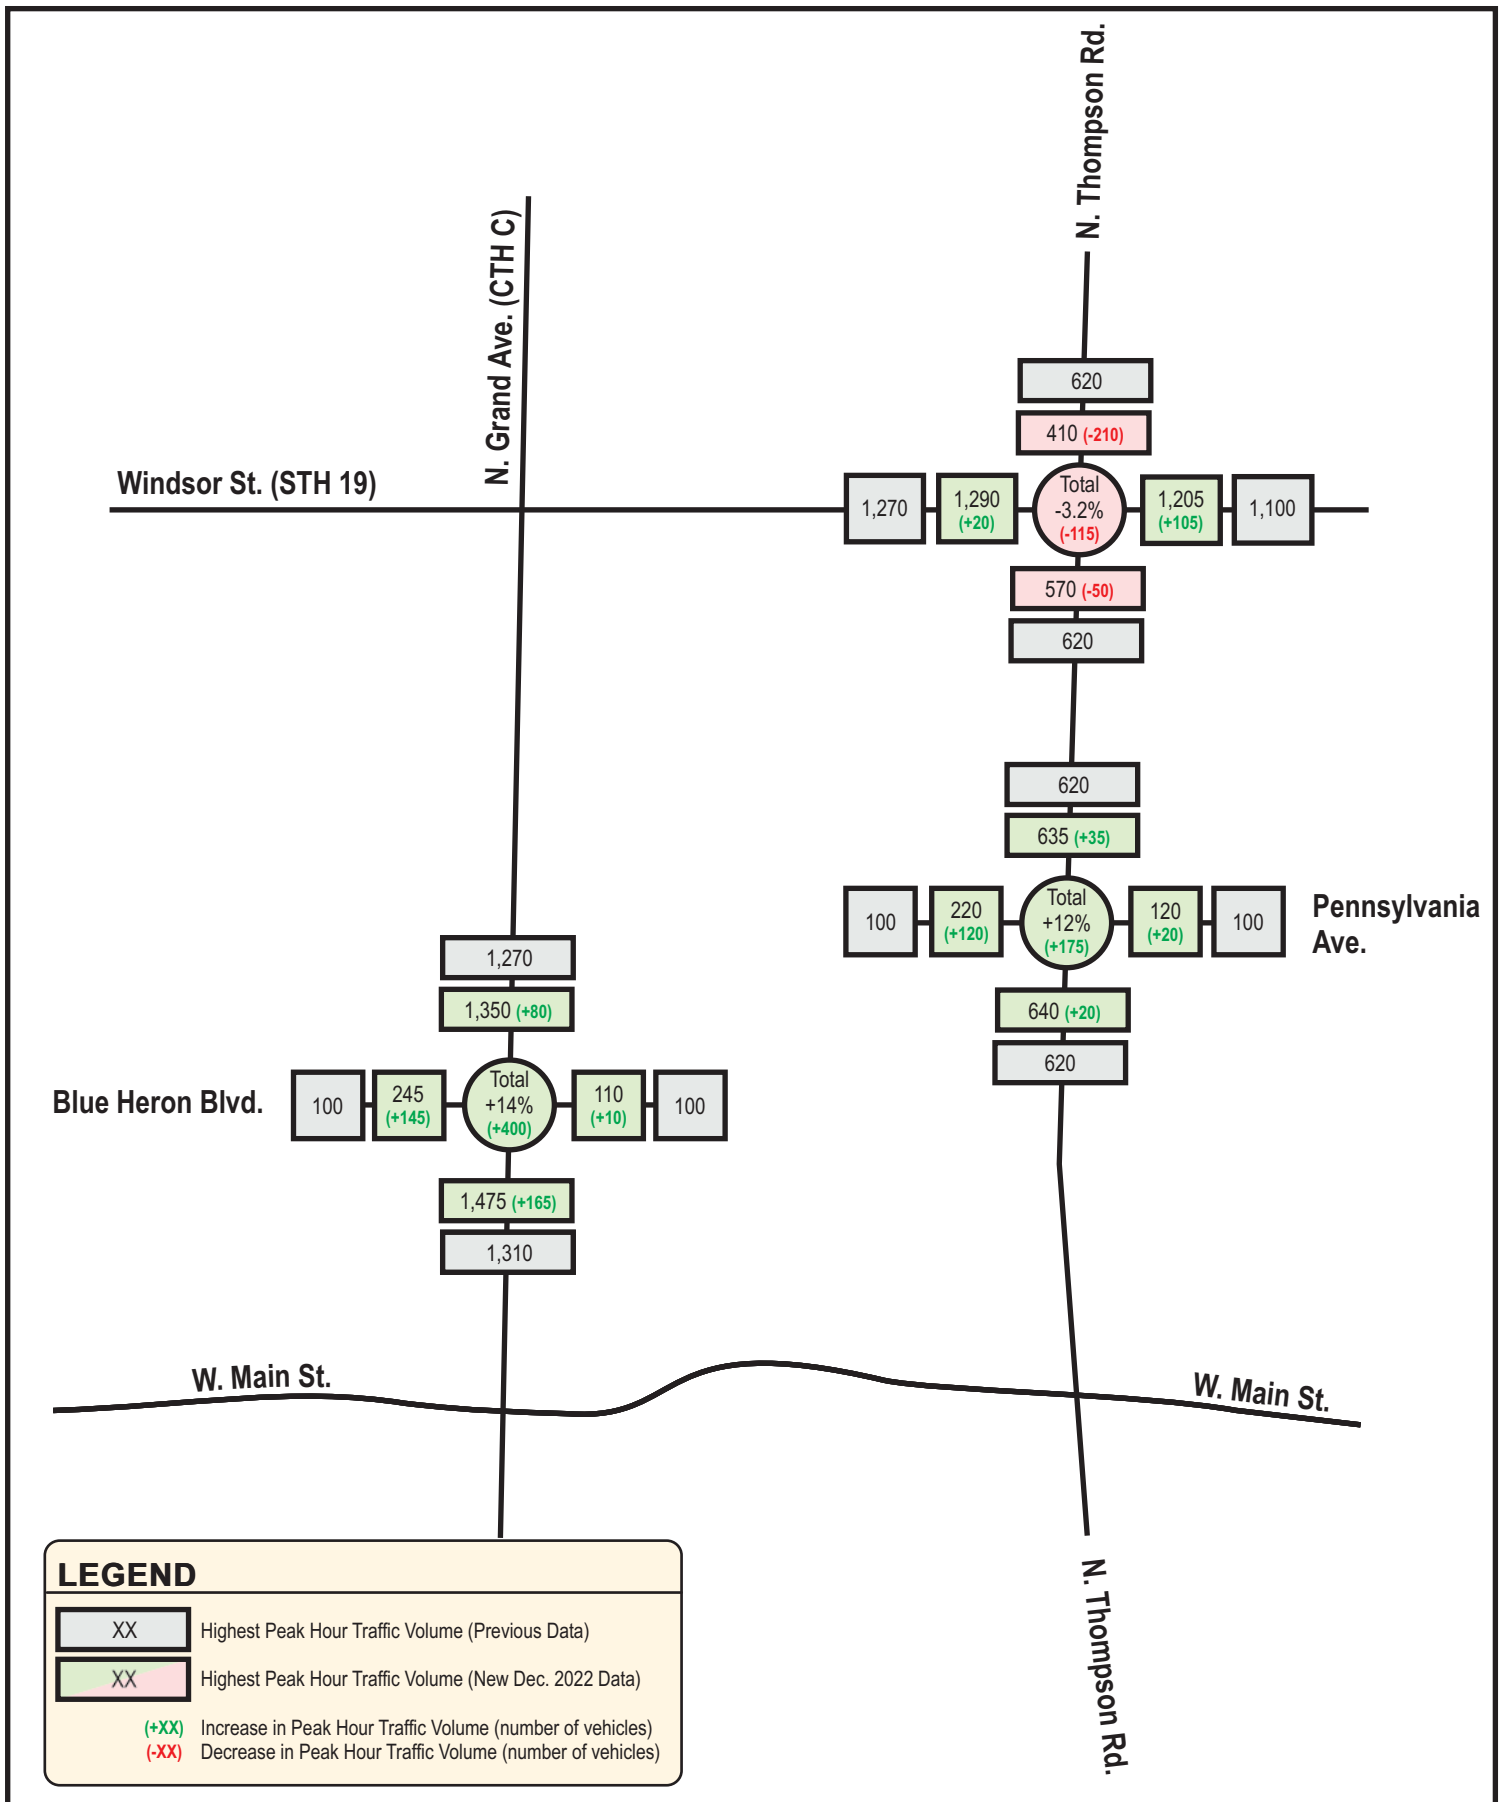 N. Thompson Rd.
N. Grand Ave. (CTH C)
620
410 (-210)
Windsor St. (STH 19)
1,270
1,290
(+20)
Total
-3.2%
(-115)
1,205
(+105)
1,100
570 (-50)
620
620
635 (+35)
100
220
(+120)
Total
+12%
(+175)
120
(+20)
100
Pennsylvania
Ave.
640 (+20)
620
1,270
1,350 (+80)
Blue Heron Blvd.
100
245
(+145)
Total
+14%
(+400)
110
(+10)
100
1,475 (+165)
1,310
W. Main St.
W. Main St.
N. Thompson Rd.
LEGEND
XX Highest Peak Hour Traffic Volume (Previous Data)
XX Highest Peak Hour Traffic Volume (New Dec. 2022 Data)
(+XX) Increase in Peak Hour Traffic Volume (number of vehicles)
(-XX) Decrease in Peak Hour Traffic Volume (number of vehicles)